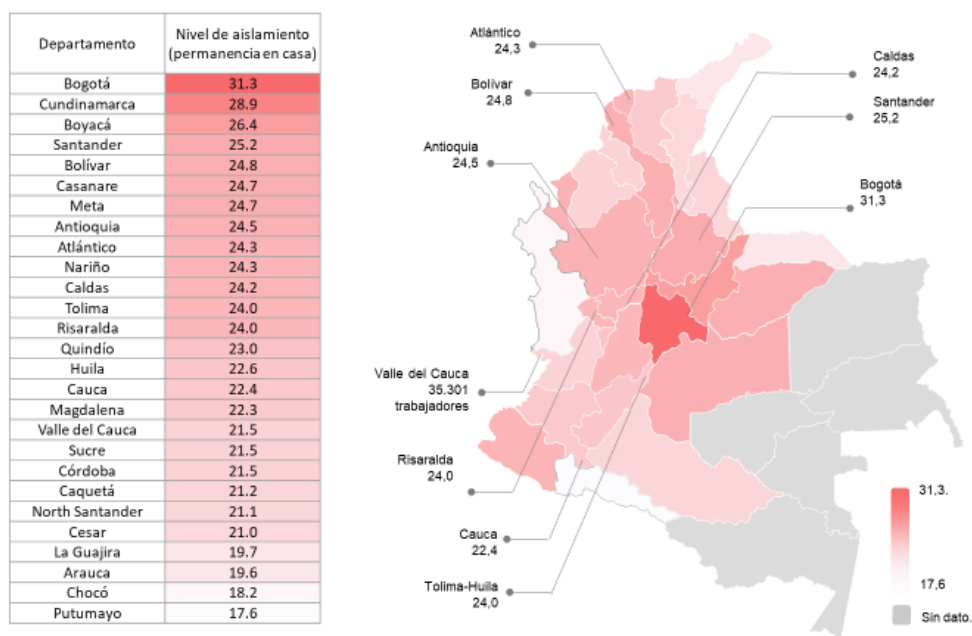 Departamento
Nivel de aislamiento
(permanencia en casa)
Bogotá 31.3
Cundinamarca 28.9
Boyacá 26.4
Santander 25.2
Bolívar 24.8
Casanare 24.7
Meta 24.7
Antioquia 24.5
Atlántico 24.3
Nariño 24.3
Caldas 24.2
Tolima 24.0
Risaralda 24.0
Quindío 23.0
Huila 22.6
Cauca 22.4
Magdalena 22.3
Valle del Cauca 21.5
Sucre 21.5
Córdoba 21.5
Caquetá 21.2
North Santander 21.1
Cesar 21.0
La Guajira 19.7
Arauca 19.6
Chocó 18.2
Putumayo 17.6
Atlántico
24,3
Bolívar
24,8
Antioquia
24,5
Valle del Cauca
35.301
trabajadores
Risaralda
24,0
Cauca
22,4
Tolima-Huila
24,0
Caldas
24,2
Santander
25,2
Bogotá
31,3
31,3.
17,6
Sin dato.